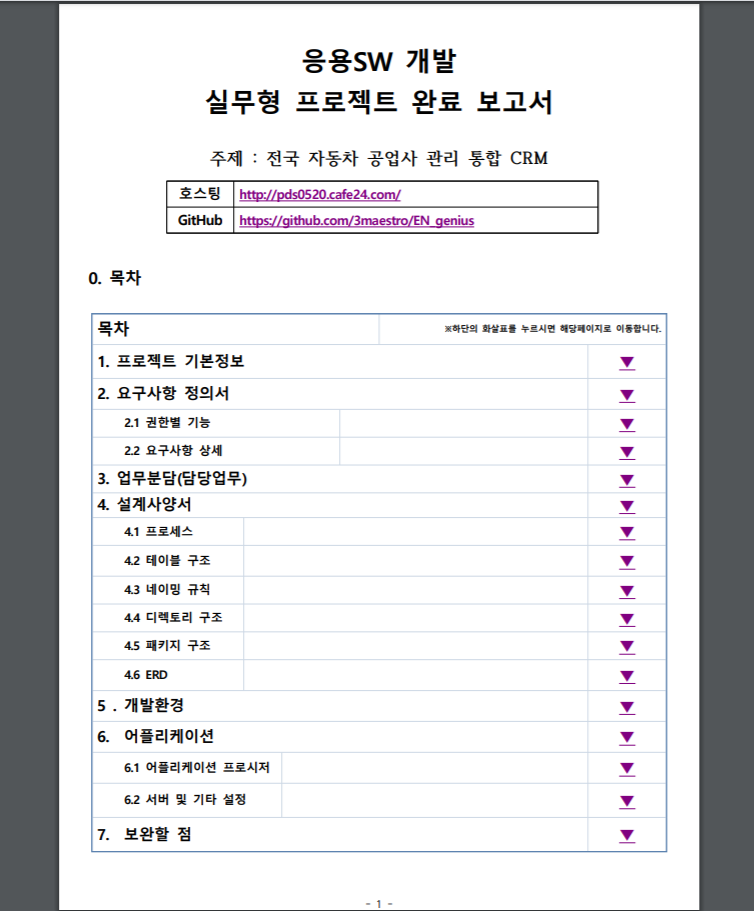 응용SW 개발
실무형 프로젝트 완료 보고서
주제 : 전국 자동차 공업사 관리 통합 CRM
호스팅 http://pds0520.cafe24.com/
GitHub https://github.com/3maestro/EN_genius
0. 목차
목차 ※하단의 화살표를 누르시면 해당페이지로 이동합니다.
1. 프로젝트 기본정보 ▼
2. 요구사항 정의서 ▼
2.1 권한별 기능 ▼
2.2 요구사항 상세 ▼
3. 업무분담(담당업무) ▼
4. 설계사양서 ▼
4.1 프로세스 ▼
4.2 테이블 구조 ▼
4.3 네이밍 규칙 ▼
4.4 디렉토리 구조 ▼
4.5 패키지 구조 ▼
4.6 ERD ▼
5 . 개발환경 ▼
6. 어플리케이션 ▼
6.1 어플리케이션 프로시저 ▼
6.2 서버 및 기타 설정 ▼
7. 보완할 점 ▼
- 1 -